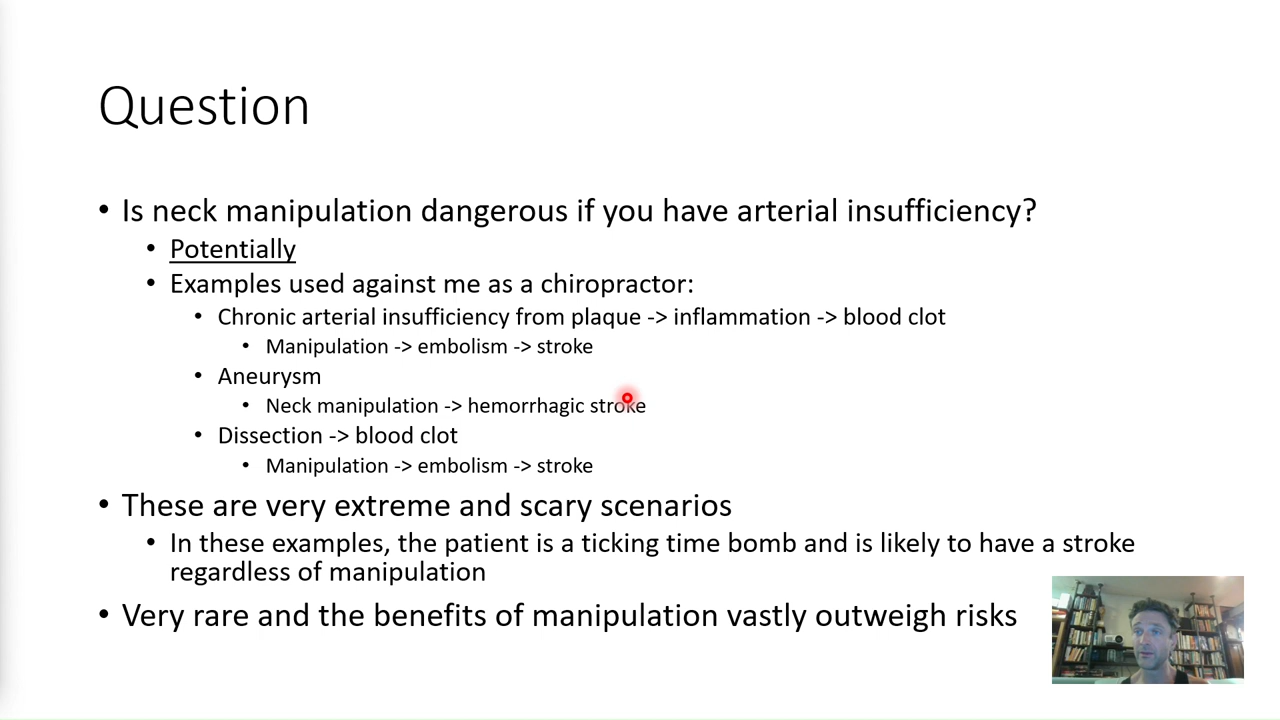 Question
• Is neck manipulation dangerous if you have arterial insufficiency?
• Potentially
• Examples used against me as a chiropractor:
• Chronic arterial insufficiency from plaque -> inflammation -> blood clot
• Manipulation -> embolism -> stroke
• Aneurysm
• Neck manipulation -> hemorrhagic stroke
• Dissection -> blood clot
• Manipulation -> embolism -> stroke
• These are very extreme and scary scenarios
• In these examples, the patient is a ticking time bomb and is likely to have a stroke
regardless of manipulation
• Very rare and the benefits of manipulation vastly outweigh risks